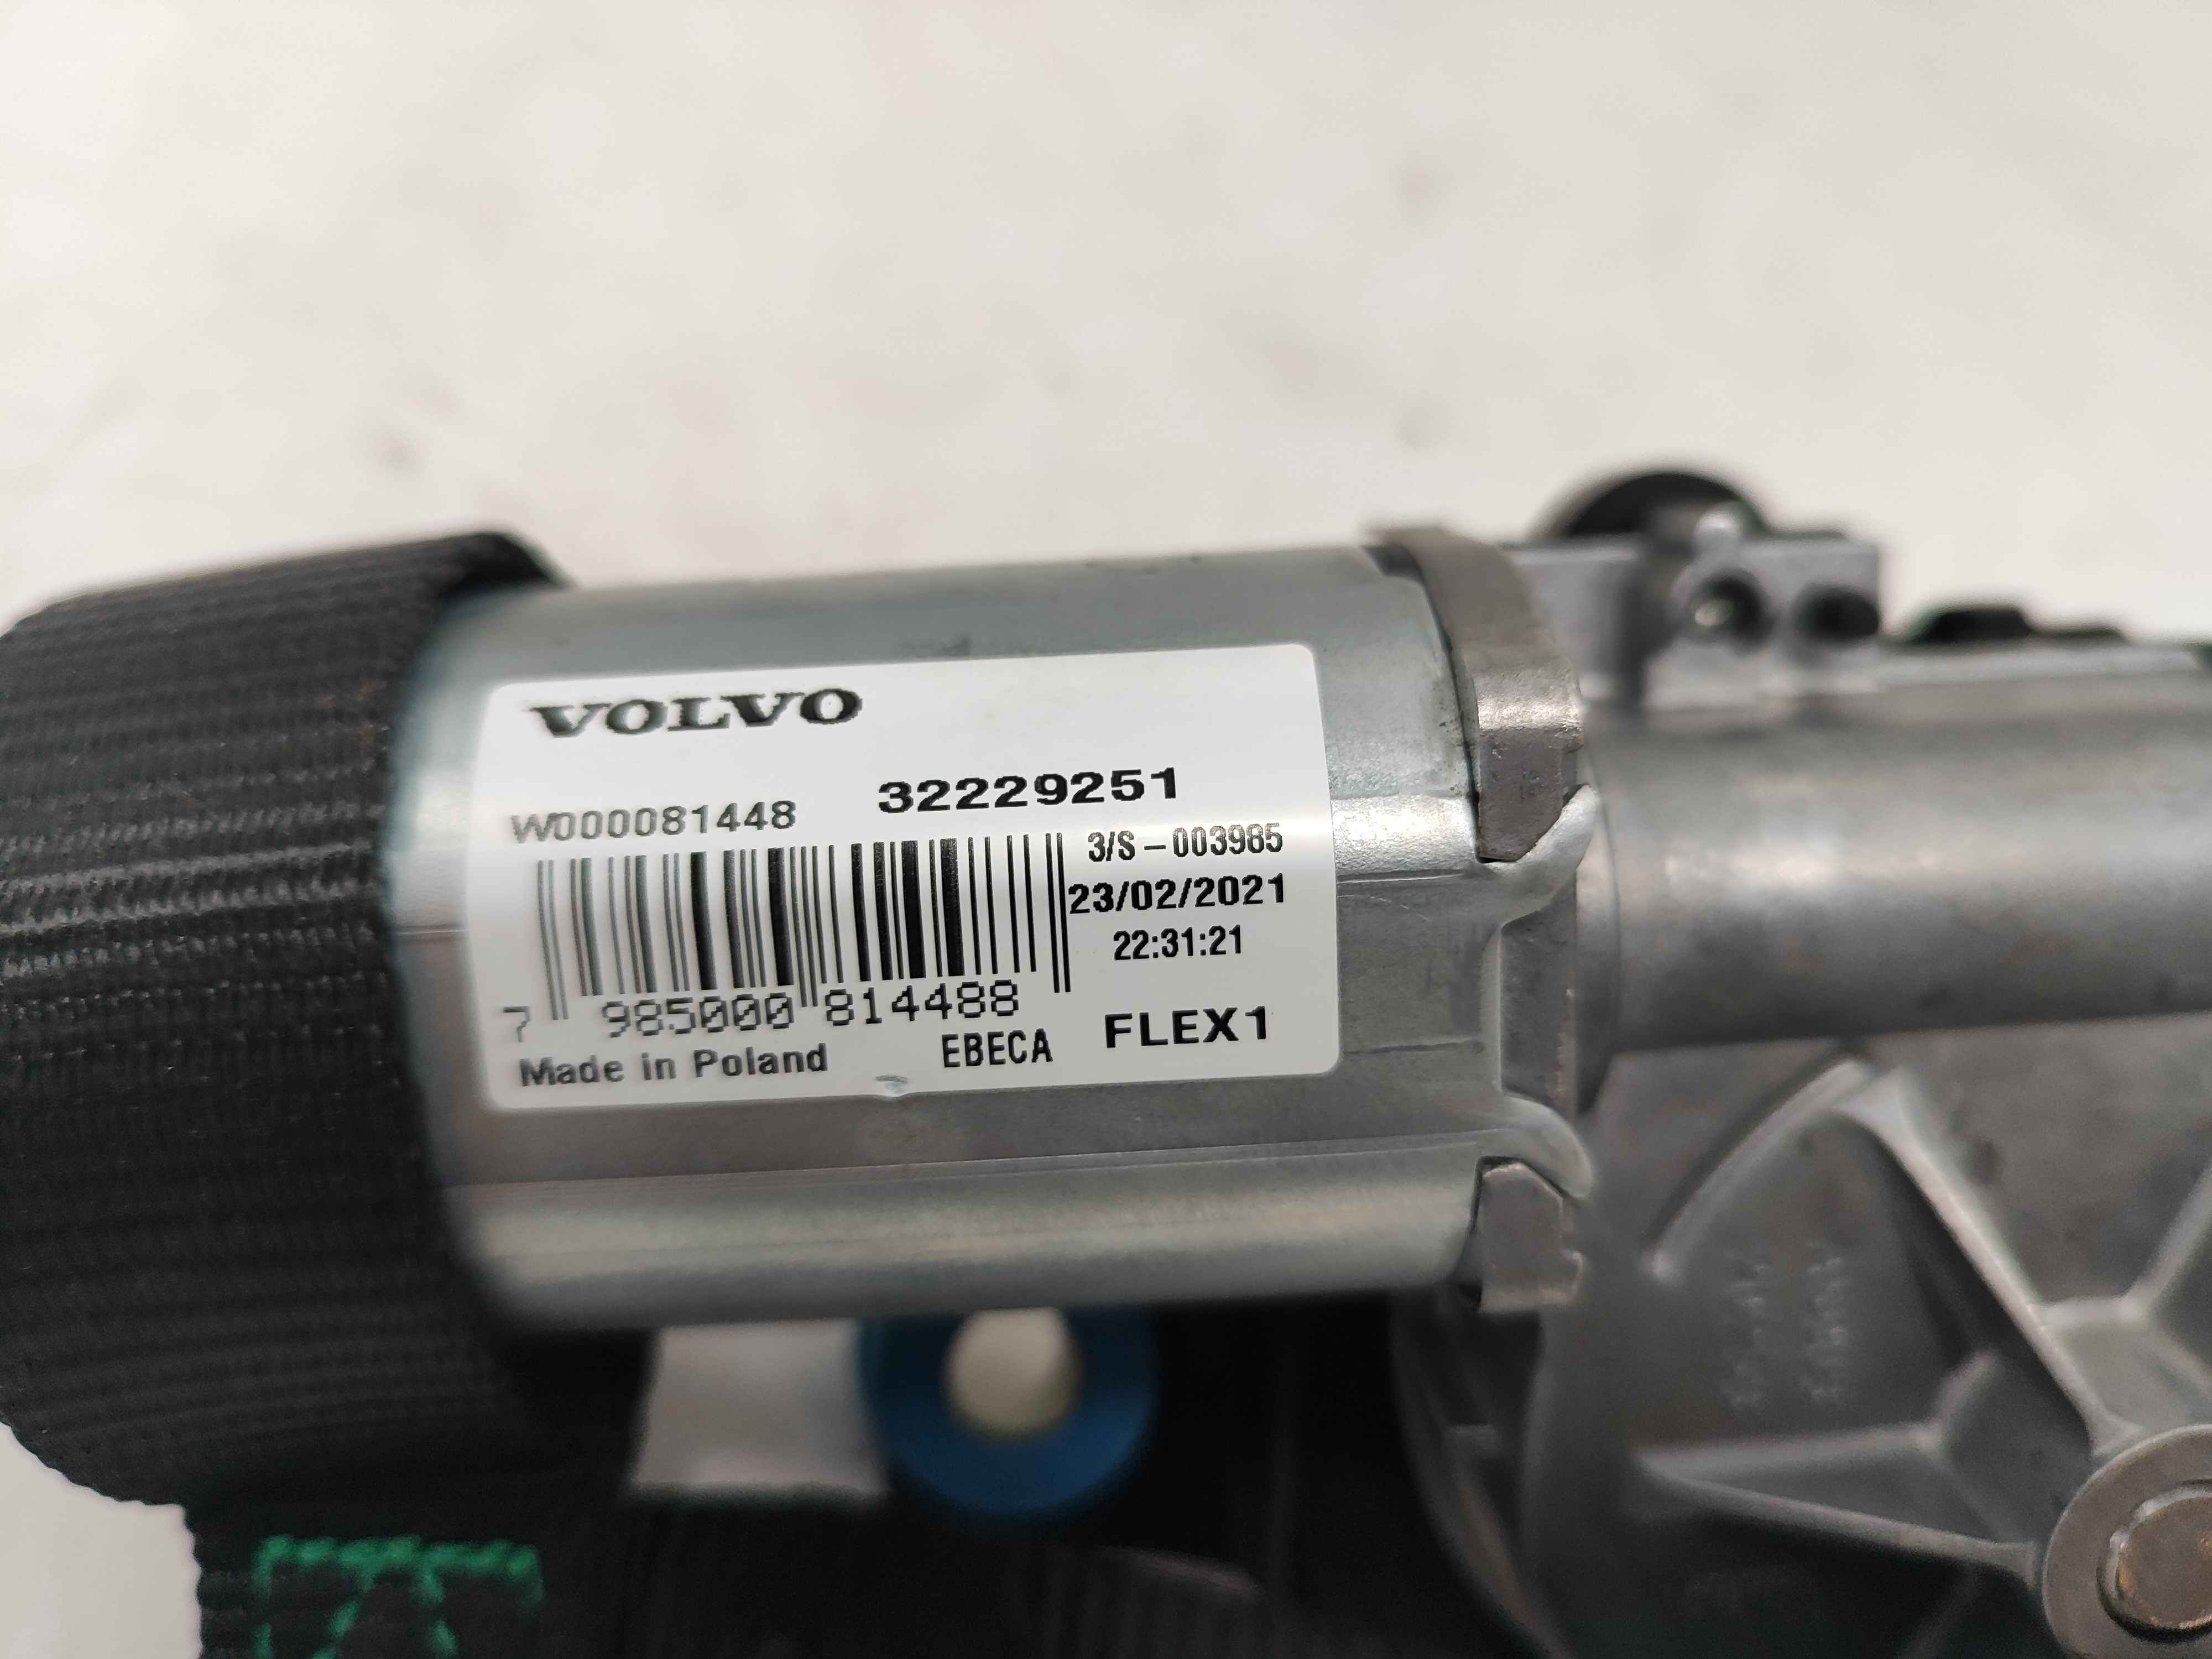 VOLVO
W000081448 32229251
3/S-003985
23/02/2021
22:31:21
7 985000 814488
Made in Poland EBECA FLEX1